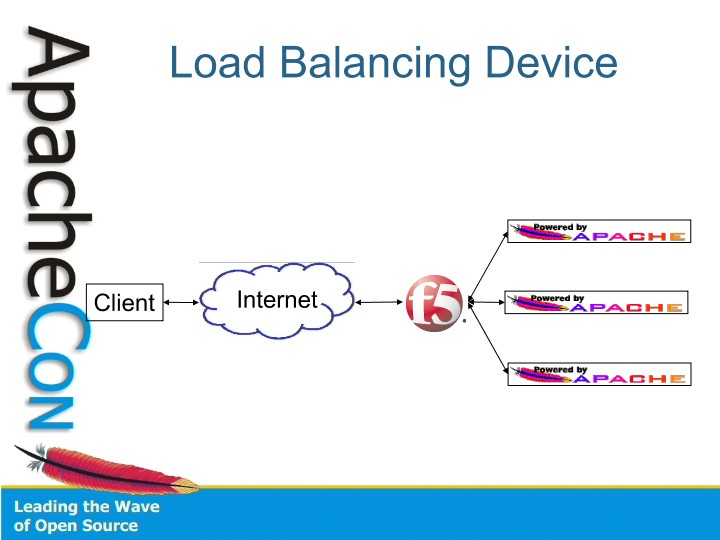 Load Balancing Device
ApacheCon
Powered by
APACHE
Client
Internet
f5
Powered by
APACHE
Powered by
APACHE
Leading the Wave
of Open Source